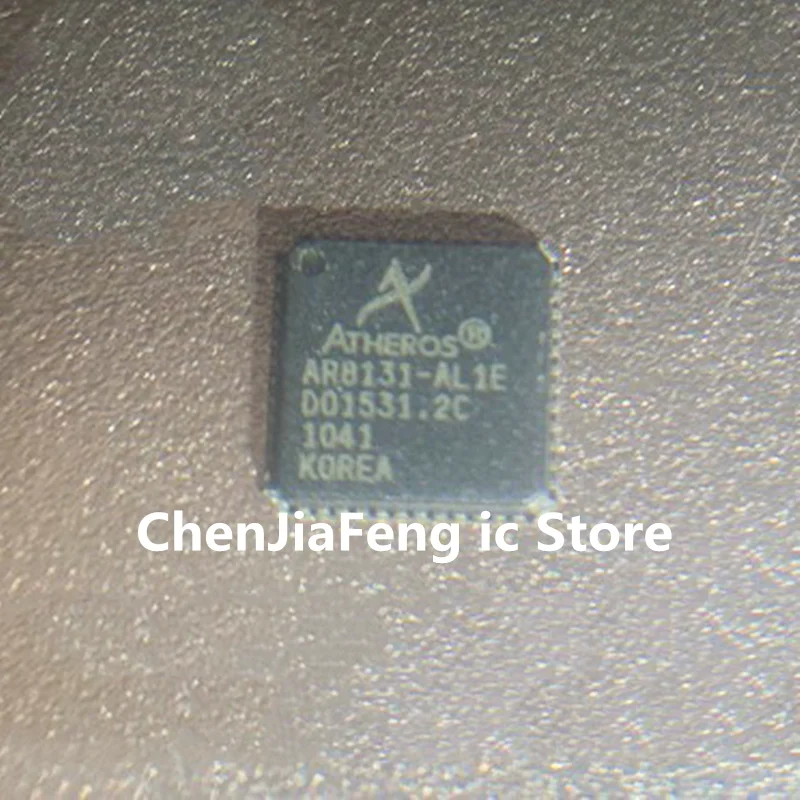 ATHEROS®
AR8131-AL1E
D01531.2C
1041
KOREA
ChenJiaFeng ic Store